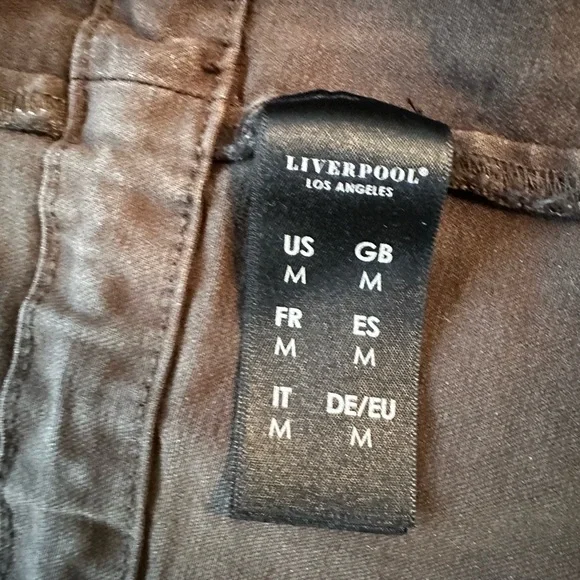 LIVERPOOL®
LOS ANGELES
US GB
M M
FR ES
M M
IT DE/EU
M M